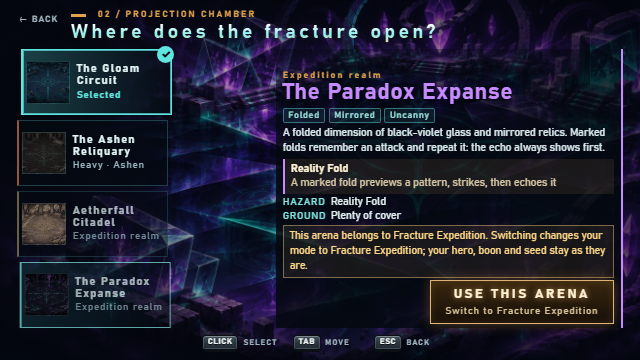 ← BACK
02 / PROJECTION CHAMBER
Where does the fracture open?
The Gloam
Circuit
Selected
The Ashen
Reliquary
Heavy · Ashen
Aetherfall
Citadel
Expedition realm
The Paradox
Expanse
Expedition realm
Expedition realm
The Paradox Expanse
Folded Mirrored Uncanny
A folded dimension of black-violet glass and mirrored relics. Marked
folds remember an attack and repeat it: the echo always shows first.
Reality Fold
A marked fold previews a pattern, strikes, then echoes it
HAZARD Reality Fold
GROUND Plenty of cover
This arena belongs to Fracture Expedition. Switching changes your
mode to Fracture Expedition; your hero, boon and seed stay as they
are.
USE THIS ARENA
Switch to Fracture Expedition
CLICK SELECT TAB MOVE ESC BACK